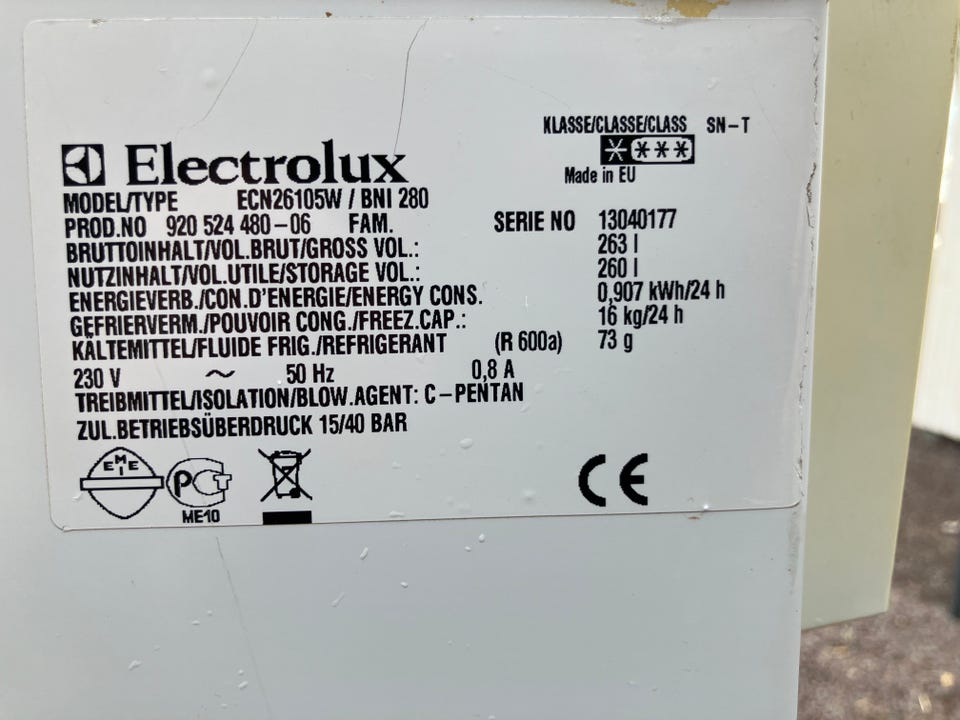 KLASSE/CLASSE/CLASS SN-T
Electrolux
Made in EU
MODEL/TYPE ECN26105W / BNI 280
PROD.NO 920 524 480-06 FAM. SERIE NO 13040177
BRUTTOINHALT/VOL.BRUT/GROSS VOL.: 263 l
NUTZINHALT/VOL.UTILE/STORAGE VOL.: 260 l
ENERGIEVERB./CON.D'ENERGIE/ENERGY CONS. 0,907 kWh/24 h
GEFRIERVERM./POUVOIR CONG./FREEZ.CAP.: 16 kg/24 h
KÄLTEMITTEL/FLUIDE FRIG./REFRIGERANT (R 600a) 73 g
230 V ~ 50 Hz 0,8 A
TREIBMITTEL/ISOLATION/BLOW.AGENT: C-PENTAN
ZUL.BETRIEBSÜBERDRUCK 15/40 BAR
EMIE
PCT
ME10
CE